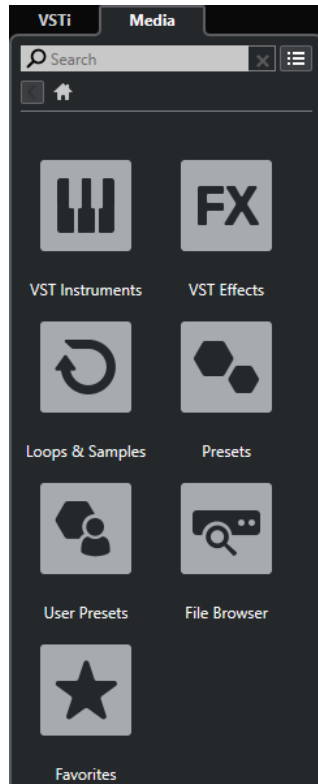 VSTi Media
Search
VST Instruments VST Effects
FX
Loops & Samples Presets
User Presets File Browser
Favorites